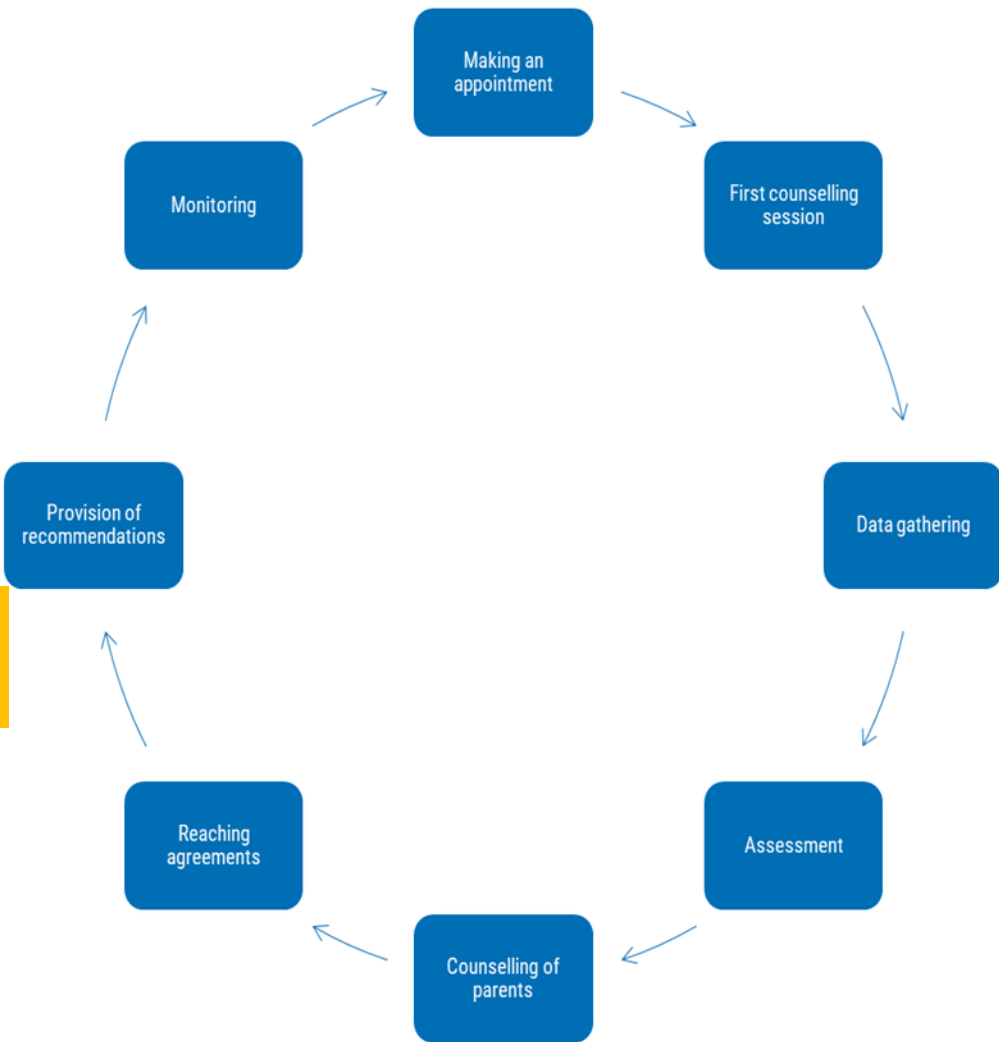 Making an
appointment
First counselling
session
Data gathering
Assessment
Counselling of
parents
Reaching
agreements
Provision of
recommendations
Monitoring